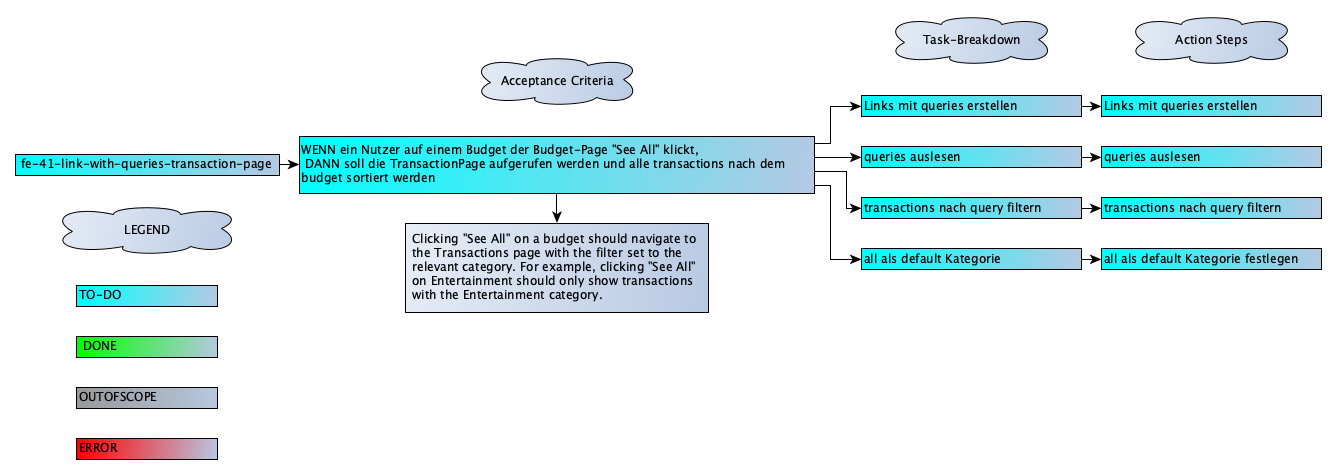 Task-Breakdown
Action Steps
Acceptance Criteria
Links mit queries erstellen
Links mit queries erstellen
fe-41-link-with-queries-transaction-page
WENN ein Nutzer auf einem Budget der Budget-Page "See All" klickt,
DANN soll die TransactionPage aufgerufen werden und alle transactions nach dem
budget sortiert werden
queries auslesen
queries auslesen
transactions nach query filtern
transactions nach query filtern
all als default Kategorie
all als default Kategorie festlegen
Clicking "See All" on a budget should navigate to
the Transactions page with the filter set to the
relevant category. For example, clicking "See All"
on Entertainment should only show transactions
with the Entertainment category.
LEGEND
TO-DO
DONE
OUTOFSCOPE
ERROR